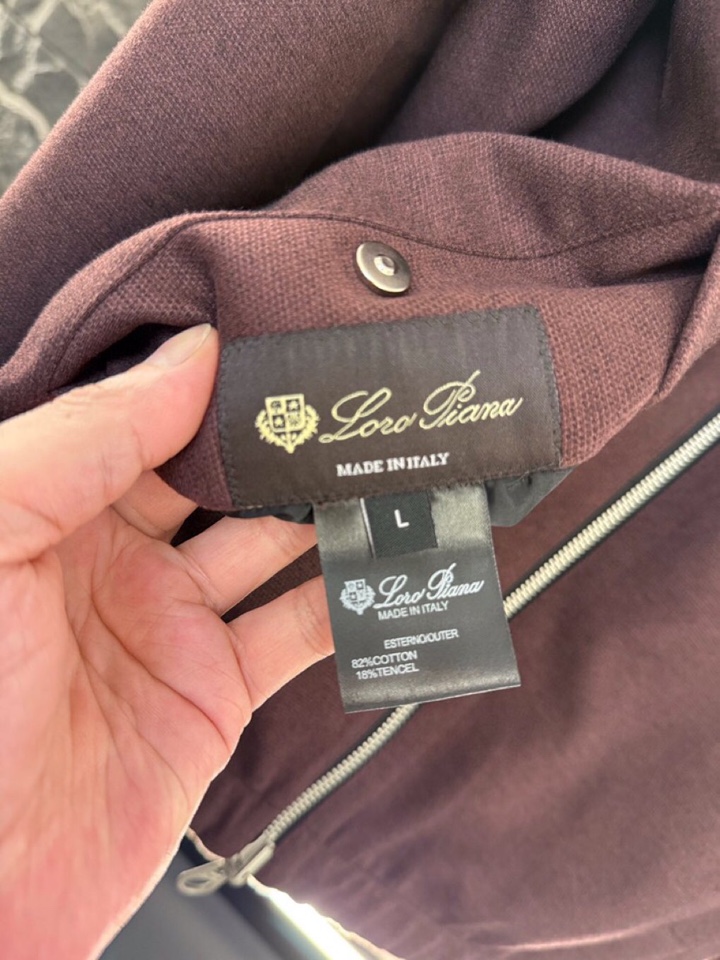 Loro Piana
MADE IN ITALY
L
Loro Piana
MADE IN ITALY
ESTERNO/OUTER
82%COTTON
18%TENCEL